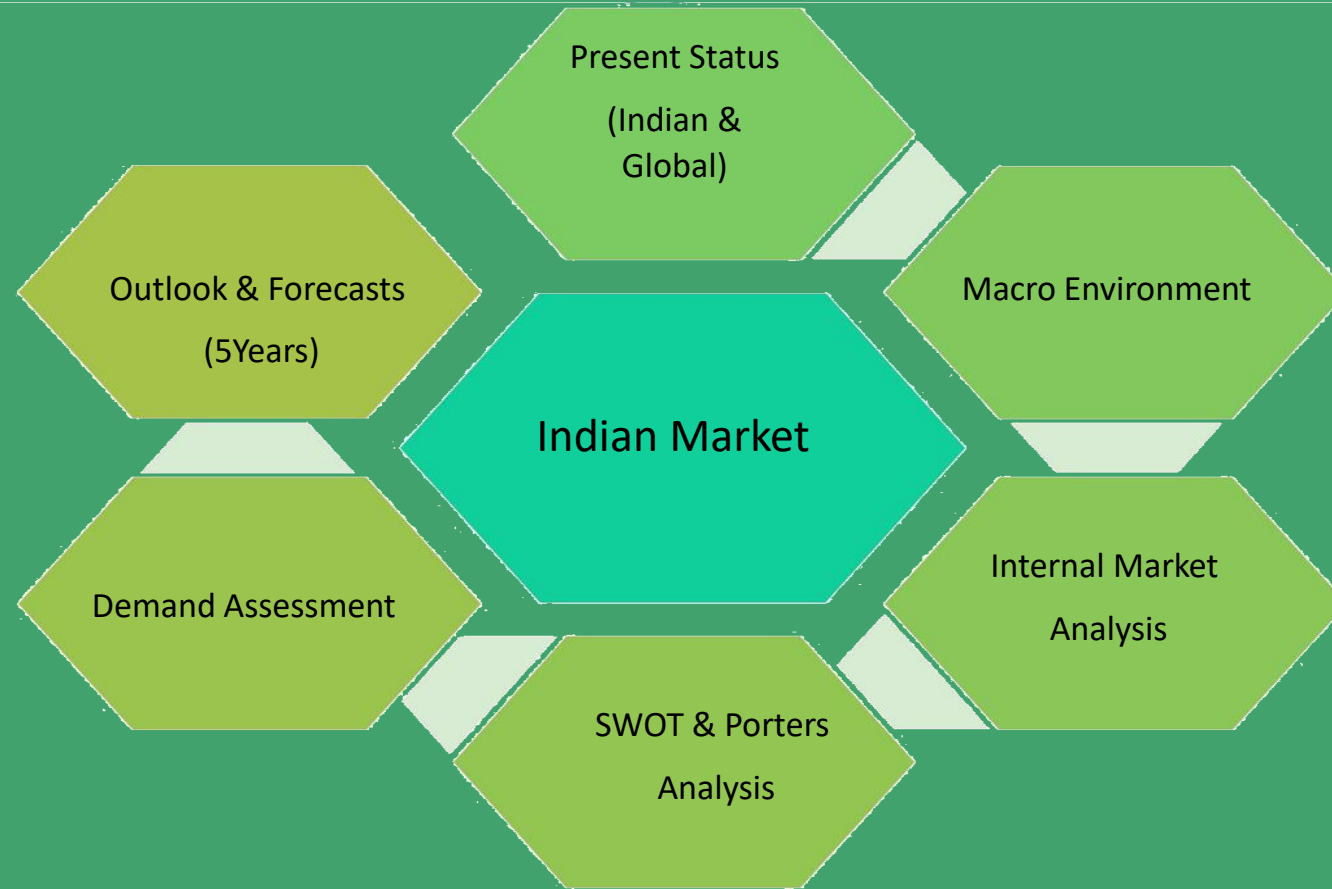 Present Status
(Indian &
Global)
Macro Environment
Internal Market
Analysis
SWOT & Porters
Analysis
Demand Assessment
Outlook & Forecasts
(5Years)
Indian Market